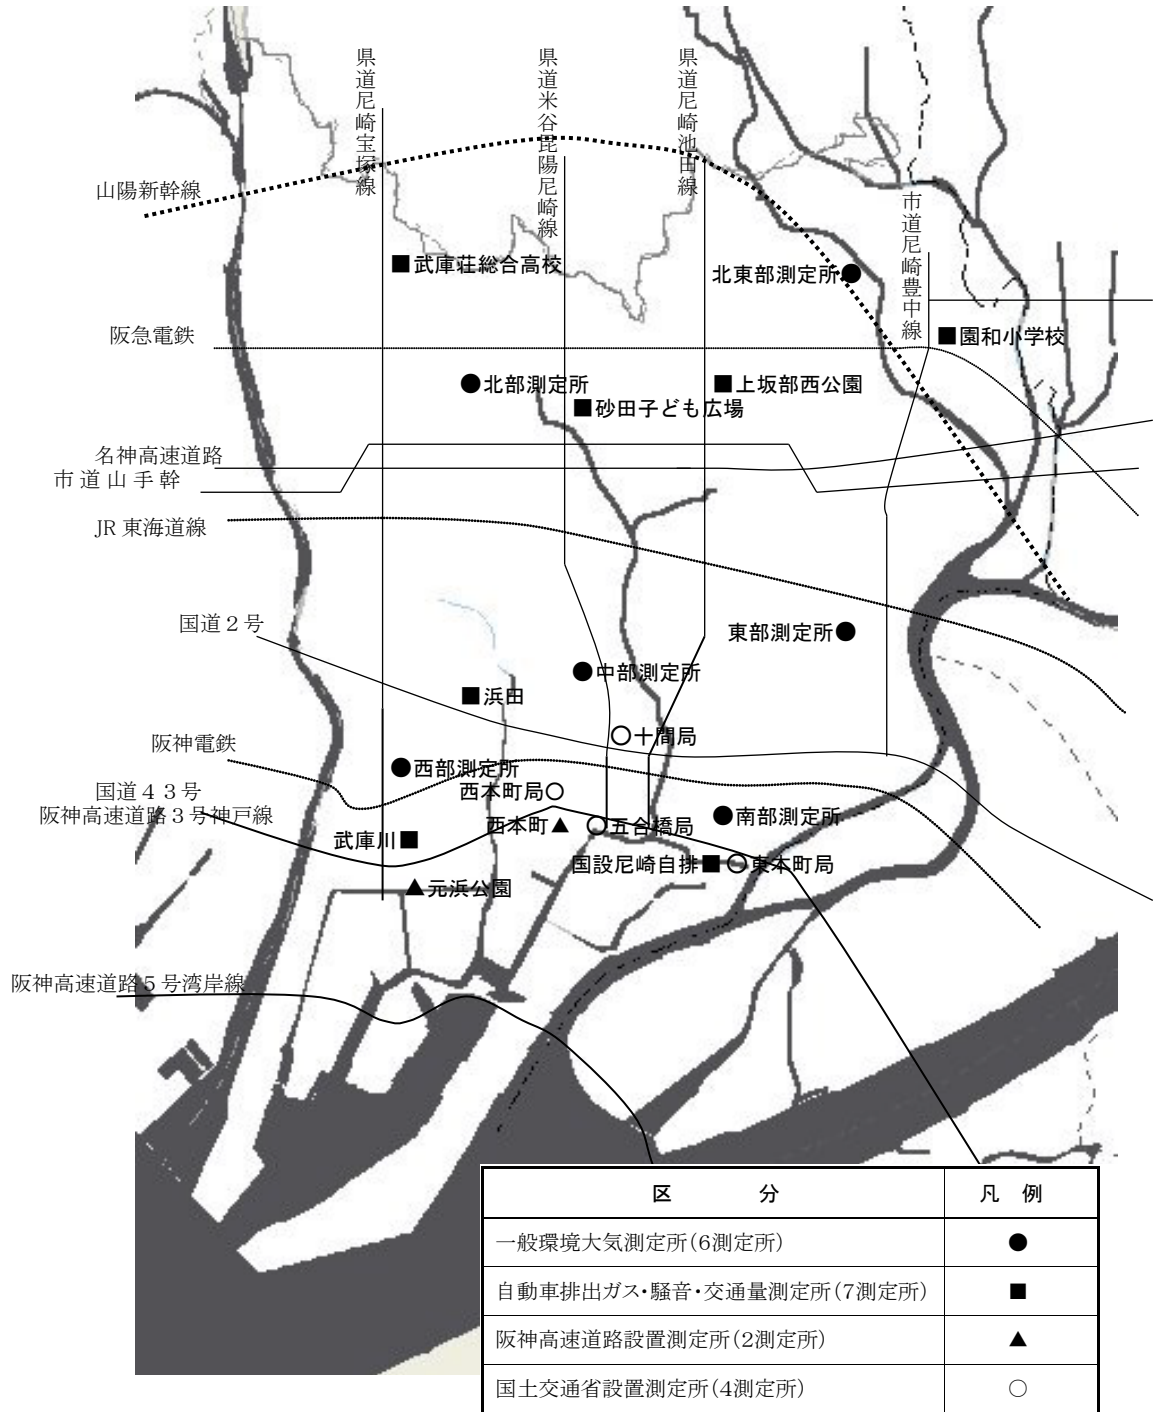 県道尼崎宝塚線
県道米谷昆陽尼崎線
県道尼崎池田線
山陽新幹線
市道尼崎豊中線
■武庫荘総合高校
北東部測定所●
阪急電鉄
■園和小学校
●北部測定所
■上坂部西公園
■砂田子ども広場
名神高速道路
市道山手幹
JR東海道線
国道２号
東部測定所●
●中部測定所
■浜田
○十間局
阪神電鉄
●西部測定所
国道４３号
西本町局○
阪神高速道路３号神戸線
西本町▲
○五合橋局
●南部測定所
武庫川■
国設尼崎自排■
○東本町局
▲元浜公園
阪神高速道路５号湾岸線
区　分　凡　例
一般環境大気測定所(6測定所)　●
自動車排出ガス・騒音・交通量測定所(7測定所)　■
阪神高速道路設置測定所(2測定所)　▲
国土交通省設置測定所(4測定所)　○